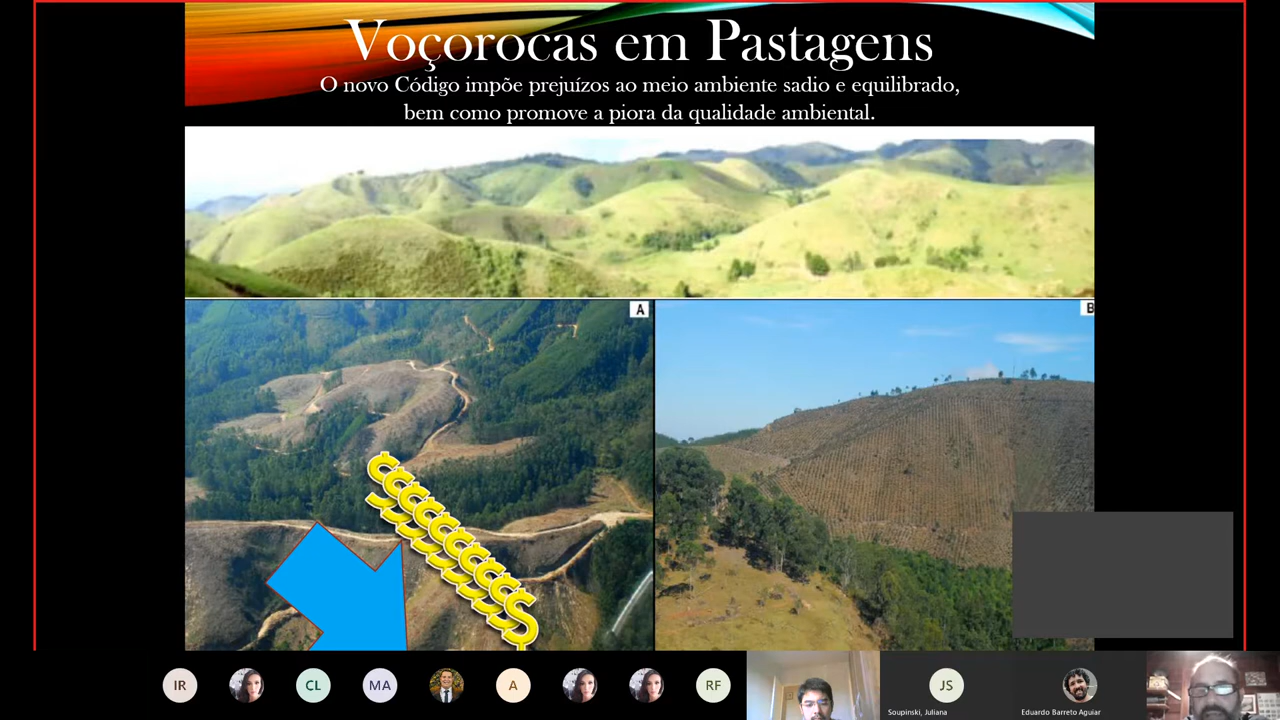 Voçorocas em Pastagens
O novo Código impõe prejuízos ao meio ambiente sadio e equilibrado,
bem como promove a piora da qualidade ambiental.
A
B
$
IR
CL
MA
A
RF
JS
Soupinski, Juliana
Eduardo Barreto Aguiar